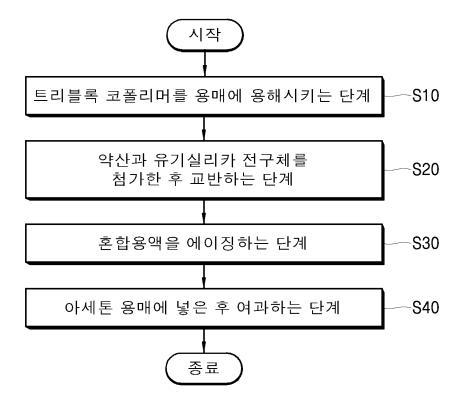 시작
트리블록 코폴리머를 용매에 용해시키는 단계 S10
약산과 유기실리카 전구체를
첨가한 후 교반하는 단계 S20
혼합용액을 에이징하는 단계 S30
아세톤 용매에 넣은 후 여과하는 단계 S40
종료